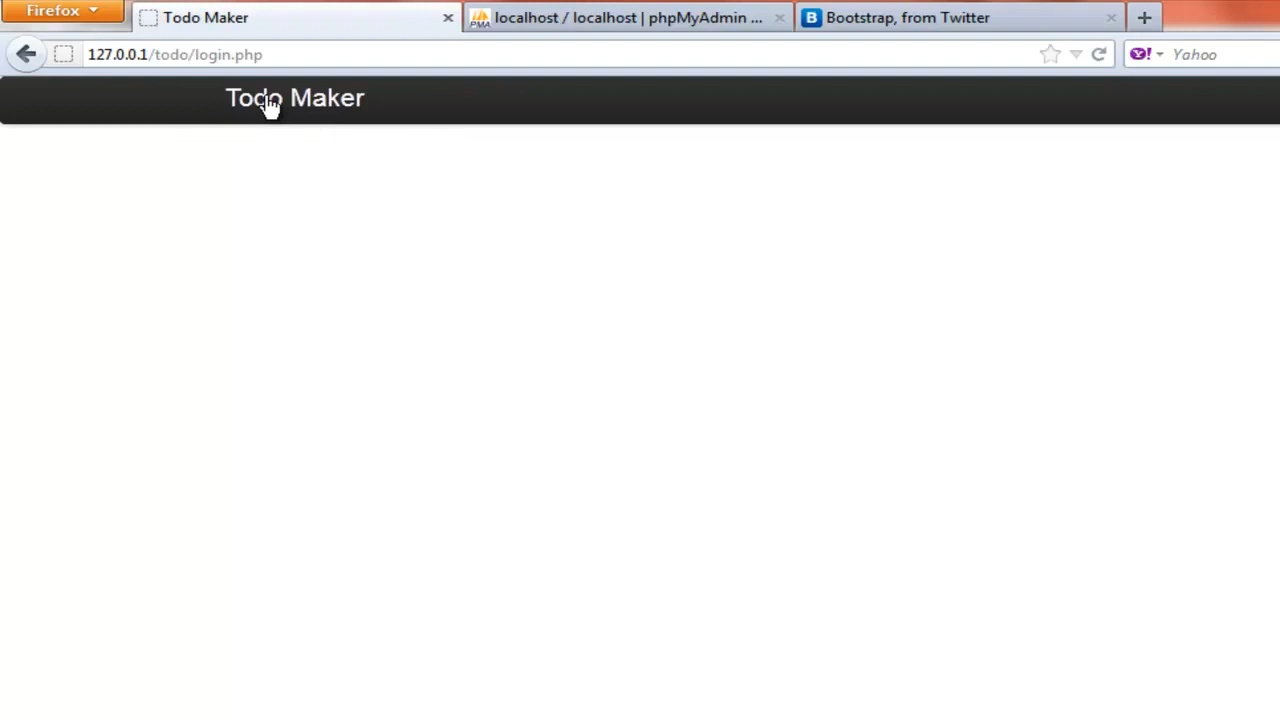 Firefox
Todo Maker
localhost / localhost | phpMyAdmin ...
Bootstrap, from Twitter
127.0.0.1/todo/login.php
Yahoo
Todo Maker